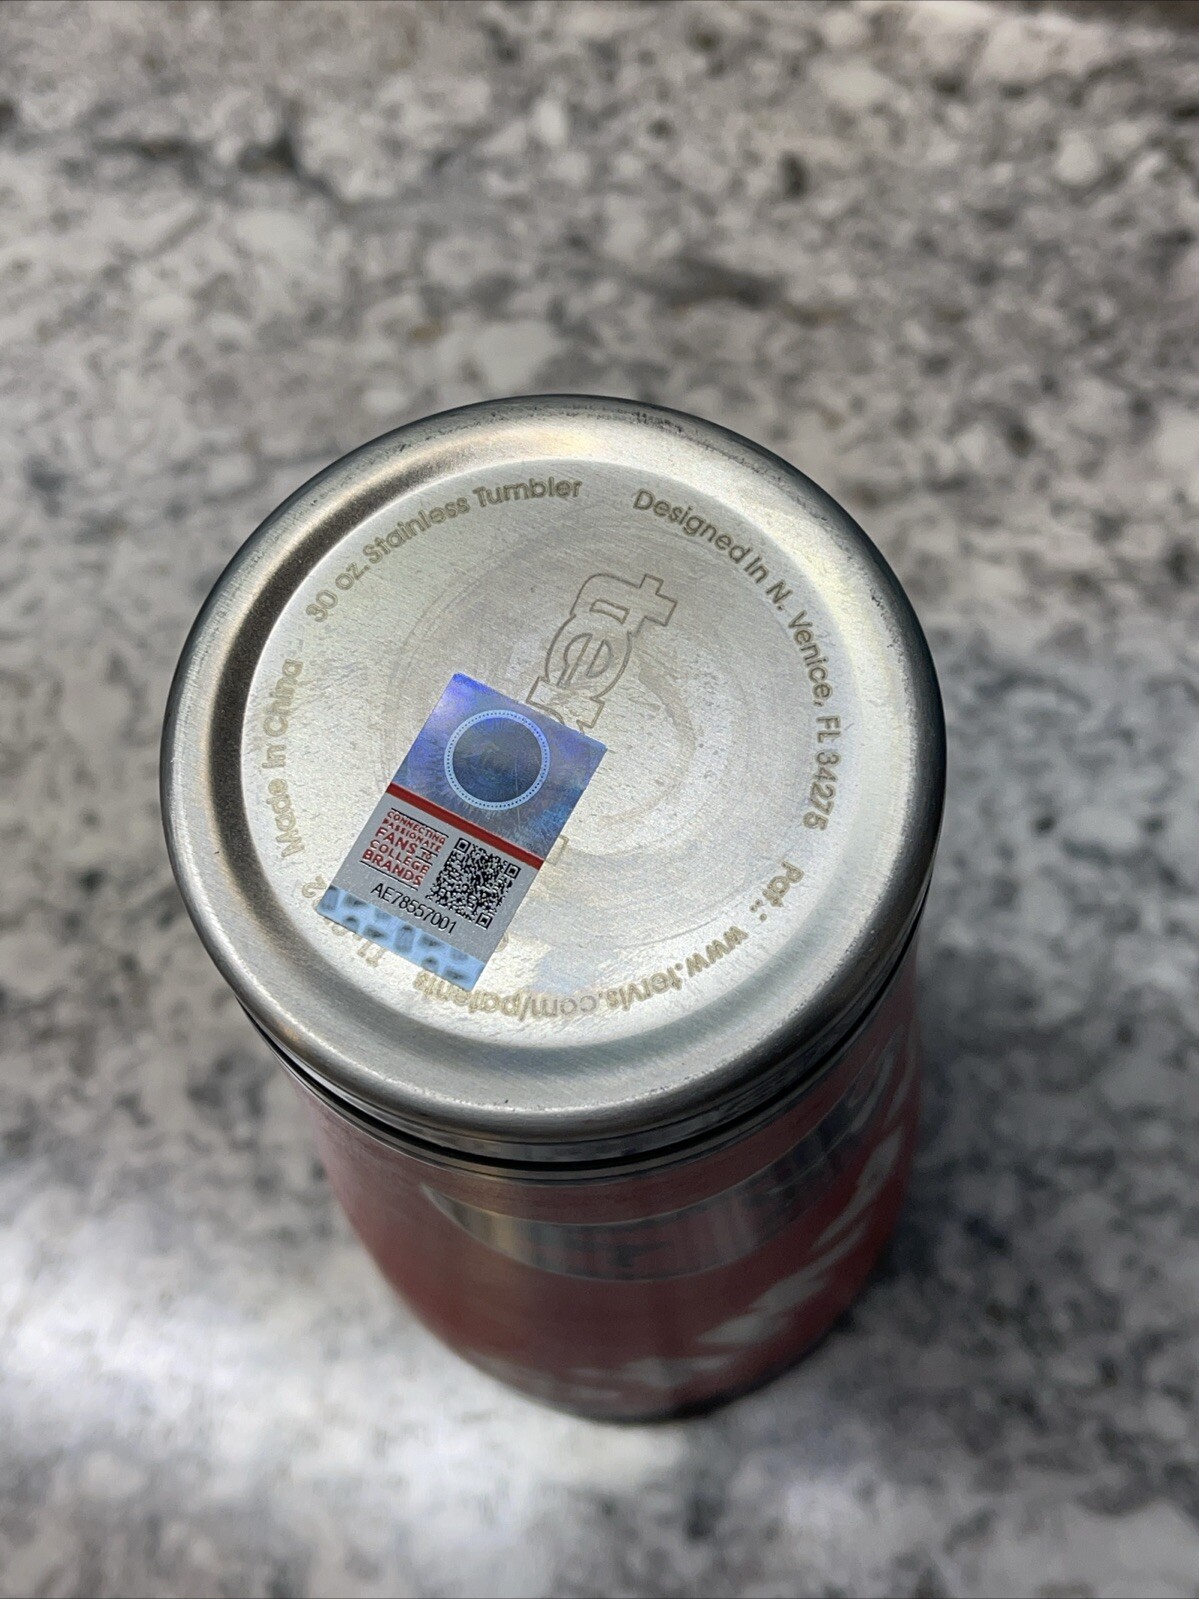 30 oz. Stainless Tumbler
Designed In N. Venice, FL 34275
Pat.: www.tervis.com/patents
Made In China
CONNECTING
PASSIONATE
FANS TO
COLLEGE
BRANDS
AE78557001